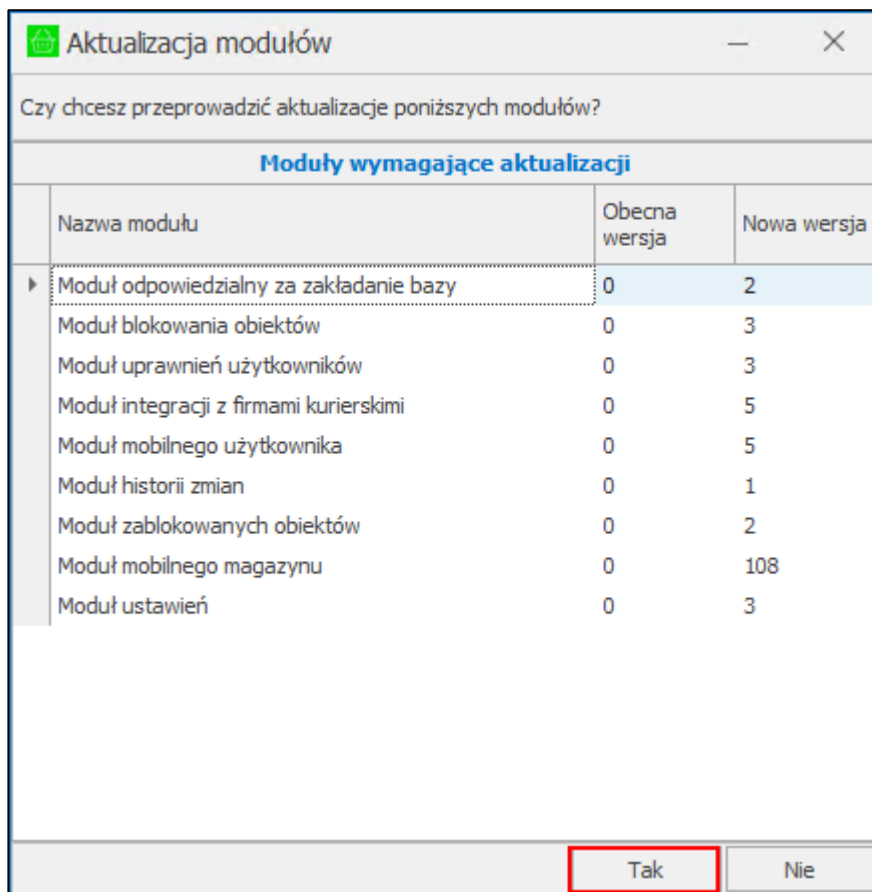 Aktualizacja modułów
Czy chcesz przeprowadzić aktualizacje poniższych modułów?
Moduły wymagające aktualizacji
Nazwa modułu Obecna wersja Nowa wersja
Moduł odpowiedzialny za zakładanie bazy 0 2
Moduł blokowania obiektów 0 3
Moduł uprawnień użytkowników 0 3
Moduł integracji z firmami kurierskimi 0 5
Moduł mobilnego użytkownika 0 5
Moduł historii zmian 0 1
Moduł zablokowanych obiektów 0 2
Moduł mobilnego magazynu 0 108
Moduł ustawień 0 3
Tak Nie